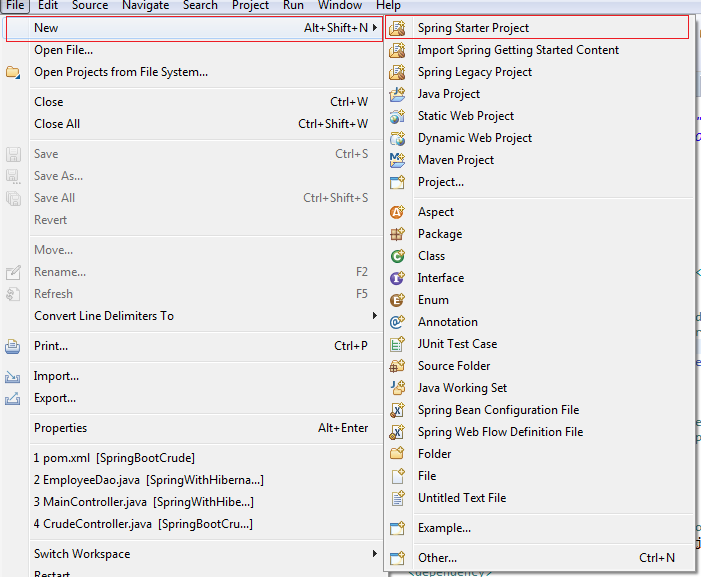 File Edit Source Navigate Search Project Run Window Help
New Alt+Shift+N
Open File...
Open Projects from File System...
Close Ctrl+W
Close All Ctrl+Shift+W
Save Ctrl+S
Save As...
Save All Ctrl+Shift+S
Revert
Move...
Rename... F2
Refresh F5
Convert Line Delimiters To
Print... Ctrl+P
Import...
Export...
Properties Alt+Enter
1 pom.xml [SpringBootCrude]
2 EmployeeDao.java [SpringWithHiberna...]
3 MainController.java [SpringWithHibe...]
4 CrudeController.java [SpringBootCru...]
Switch Workspace
Restart
Spring Starter Project
Import Spring Getting Started Content
Spring Legacy Project
Java Project
Static Web Project
Dynamic Web Project
Maven Project
Project...
Aspect
Package
Class
Interface
Enum
Annotation
JUnit Test Case
Source Folder
Java Working Set
Spring Bean Configuration File
Spring Web Flow Definition File
Folder
File
Untitled Text File
Example...
Other... Ctrl+N
<dependency>